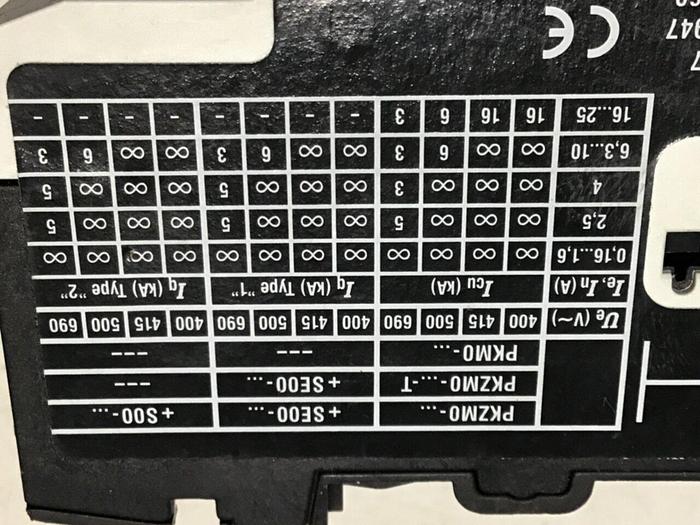 PKZM0-... + SE00-... + S00-...
PKZM0-...-T + SE00-... ---
PKM0-... --- ---
Ue (V~) 400 415 500 690 400 415 500 690 400 415 500 690
Ie, In (A) Icu (kA) Iq (kA) Type "1" Iq (kA) Type "2"
0,16...1,6 ∞ ∞ ∞ ∞ ∞ ∞ ∞ ∞ ∞ ∞ ∞ ∞
2,5 ∞ ∞ ∞ 5 ∞ ∞ ∞ 5 ∞ ∞ ∞ 5
4 ∞ ∞ ∞ 3 ∞ ∞ ∞ 5 ∞ ∞ ∞ 5
6,3...10 ∞ ∞ 6 3 ∞ ∞ 6 3 ∞ ∞ 6 3
16...25 16 16 6 3 - - - - - - - -
7
947 CE